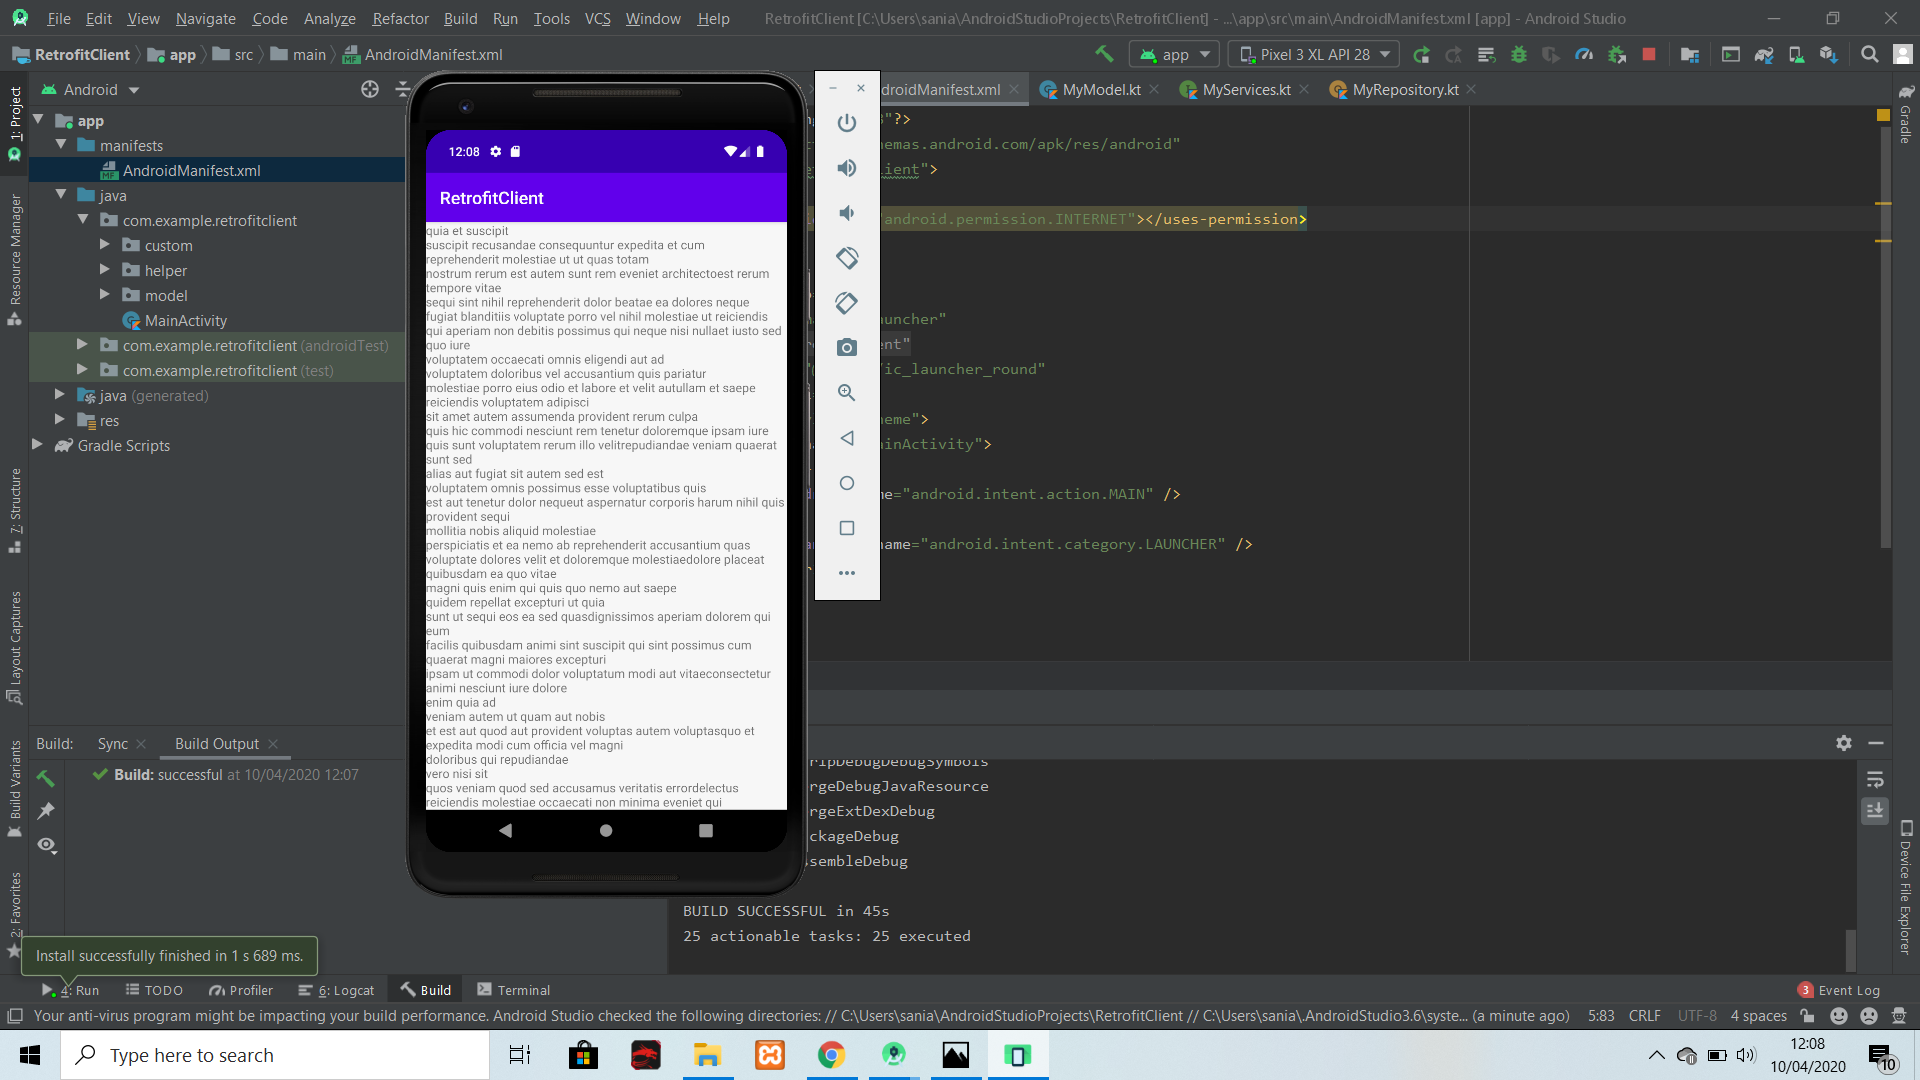 File Edit View Navigate Code Analyze Refactor Build Run Tools VCS Window Help RetrofitClient [C:\Users\sania\AndroidStudioProjects\RetrofitClient] - ...\app\src\main\AndroidManifest.xml [app] - Android Studio
RetrofitClient app src main AndroidManifest.xml app Pixel 3 XL API 28
Android
droidManifest.xml MyModel.kt MyServices.kt MyRepository.kt
1: Project
Resource Manager
7: Structure
Layout Captures
Build Variants
2: Favorites
app
manifests
AndroidManifest.xml
java
com.example.retrofitclient
custom
helper
model
MainActivity
com.example.retrofitclient (androidTest)
com.example.retrofitclient (test)
java (generated)
res
Gradle Scripts
12:08
RetrofitClient
quia et suscipit
suscipit recusandae consequuntur expedita et cum
reprehenderit molestiae ut ut quas totam
nostrum rerum est autem sunt rem eveniet architectoest rerum
tempore vitae
sequi sint nihil reprehenderit dolor beatae ea dolores neque
fugiat blanditiis voluptate porro vel nihil molestiae ut reiciendis
qui aperiam non debitis possimus qui neque nisi nullaet iusto sed
quo iure
voluptatem occaecati omnis eligendi aut ad
voluptatem doloribus vel accusantium quis pariatur
molestiae porro eius odio et labore et velit autullam et saepe
reiciendis voluptatem adipisci
sit amet autem assumenda provident rerum culpa
quis hic commodi nesciunt rem tenetur doloremque ipsam iure
quis sunt voluptatem rerum illo velitrepudiandae veniam quaerat
sunt sed
alias aut fugiat sit autem sed est
voluptatem omnis possimus esse voluptatibus quis
est aut tenetur dolor nequeut aspernatur corporis harum nihil quis
provident sequi
mollitia nobis aliquid molestiae
perspiciatis et ea nemo ab reprehenderit accusantium quas
voluptate dolores velit et doloremque molestiaedolore placeat
quibusdam ea quo vitae
magni quis enim qui quis quo nemo aut saepe
quidem repellat excepturi ut quia
sunt ut sequi eos ea sed quasdignissimos aperiam dolorem qui
eum
facilis quibusdam animi sint suscipit qui sint possimus cum
quaerat magni maiores excepturi
ipsam ut commodi dolor voluptatum modi aut vitaeconsectetur
animi nesciunt iure dolore
enim quia ad
veniam autem ut quam aut nobis
et est aut quod aut provident voluptas autem voluptasquo et
expedita modi cum officia vel magni
doloribus qui repudiandae
vero nisi sit
quos veniam quod sed accusamus veritatis errordelectus
reiciendis molestiae occaecati non minima eveniet qui
"?>
hemas.android.com/apk/res/android"
lient">
android.permission.INTERNET"></uses-permission>
uncher"
ent"
/ic_launcher_round"
eme">
ainActivity">
me="android.intent.action.MAIN" />
name="android.intent.category.LAUNCHER" />
Gradle
Device File Explorer
Build: Sync Build Output
Build: successful at 10/04/2020 12:07
ripDebugDebugSymbols
rgeDebugJavaResource
rgeExtDexDebug
ckageDebug
sembleDebug
BUILD SUCCESSFUL in 45s
25 actionable tasks: 25 executed
Install successfully finished in 1 s 689 ms.
4: Run TODO Profiler 6: Logcat Build Terminal 3 Event Log
Your anti-virus program might be impacting your build performance. Android Studio checked the following directories: // C:\Users\sania\AndroidStudioProjects\RetrofitClient // C:\Users\sania\.AndroidStudio3.6\syste... (a minute ago) 5:83 CRLF UTF-8 4 spaces
Type here to search
12:08
10/04/2020
10